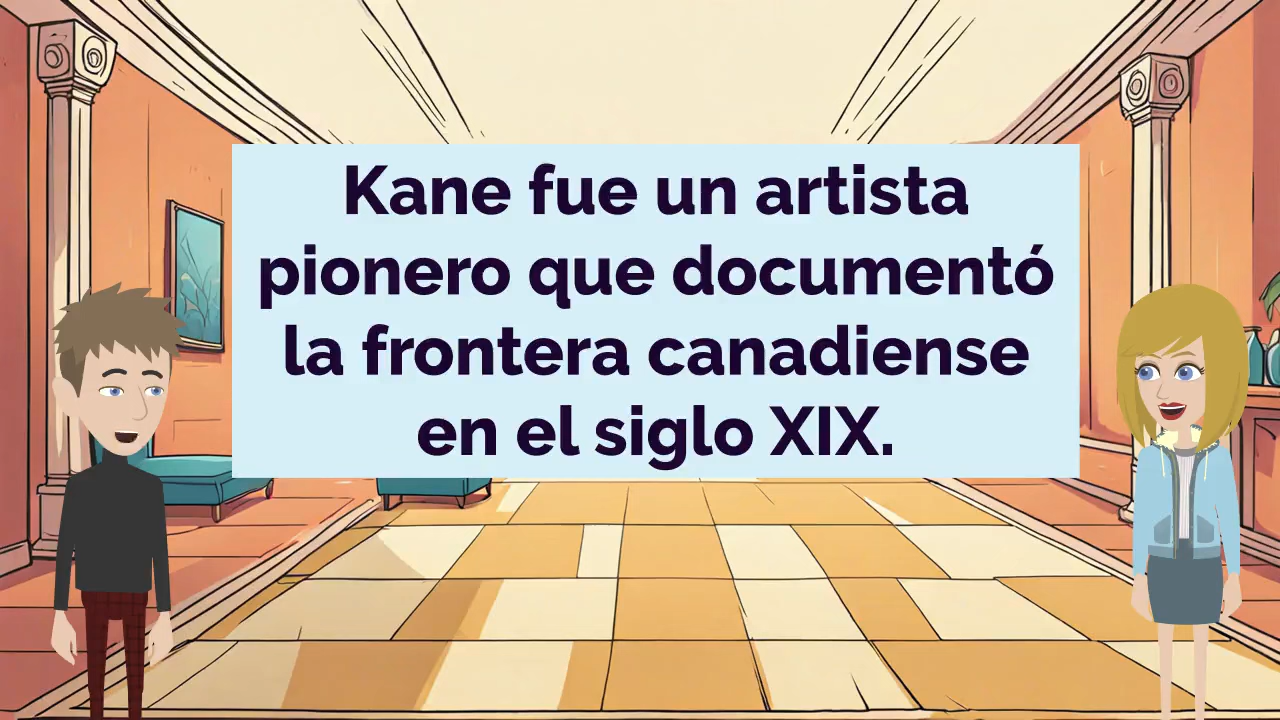 Kane fue un artista
pionero que documentó
la frontera canadiense
en el siglo XIX.